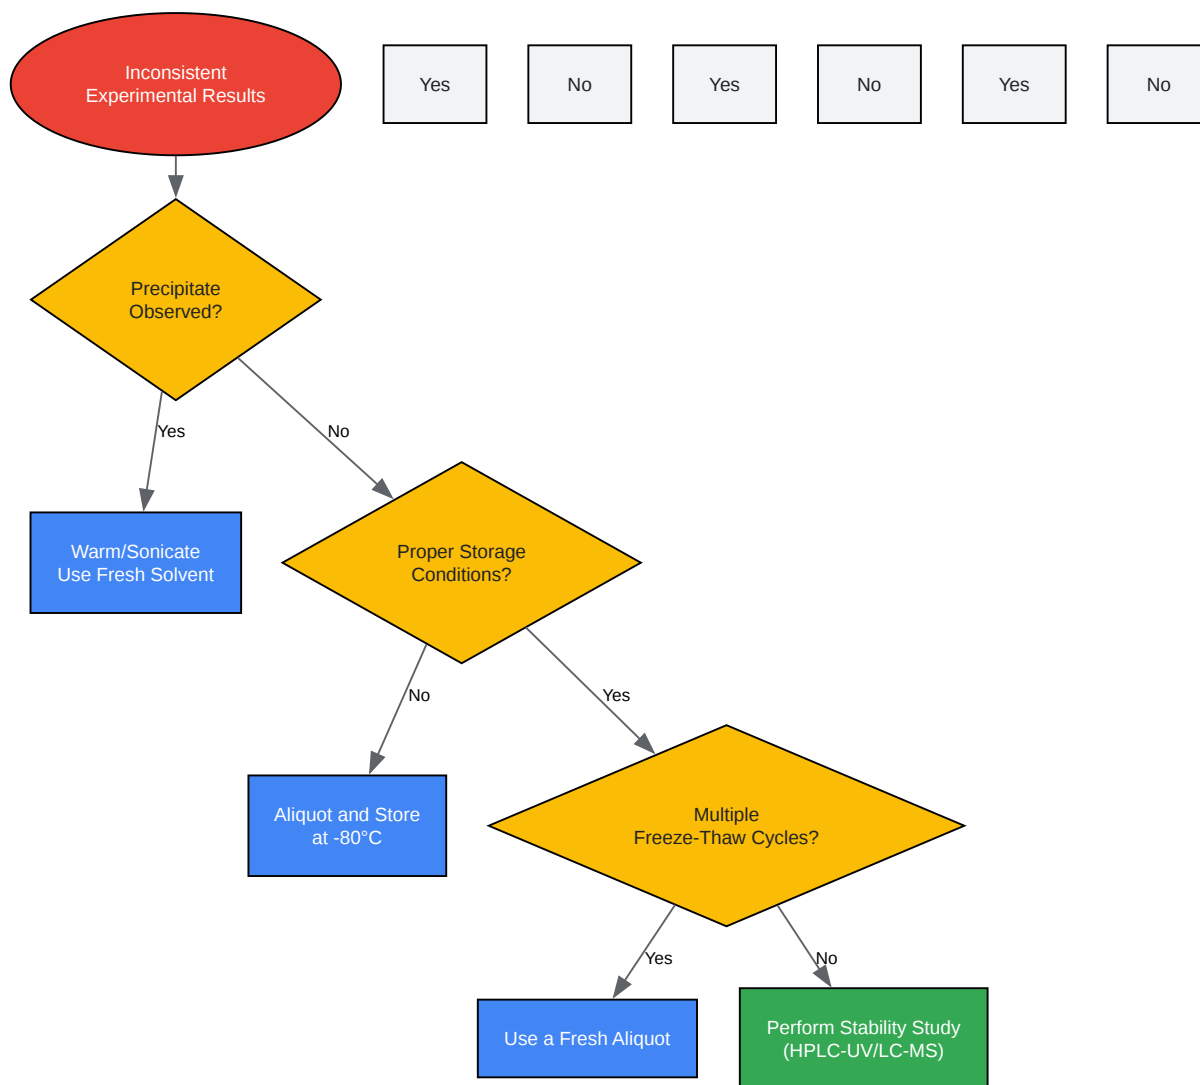 Inconsistent
Experimental Results
Yes
No
Yes
No
Yes
No
Precipitate
Observed?
Yes
No
Warm/Sonicate
Use Fresh Solvent
Proper Storage
Conditions?
No
Yes
Aliquot and Store
at -80°C
Multiple
Freeze-Thaw Cycles?
Yes
No
Use a Fresh Aliquot
Perform Stability Study
(HPLC-UV/LC-MS)